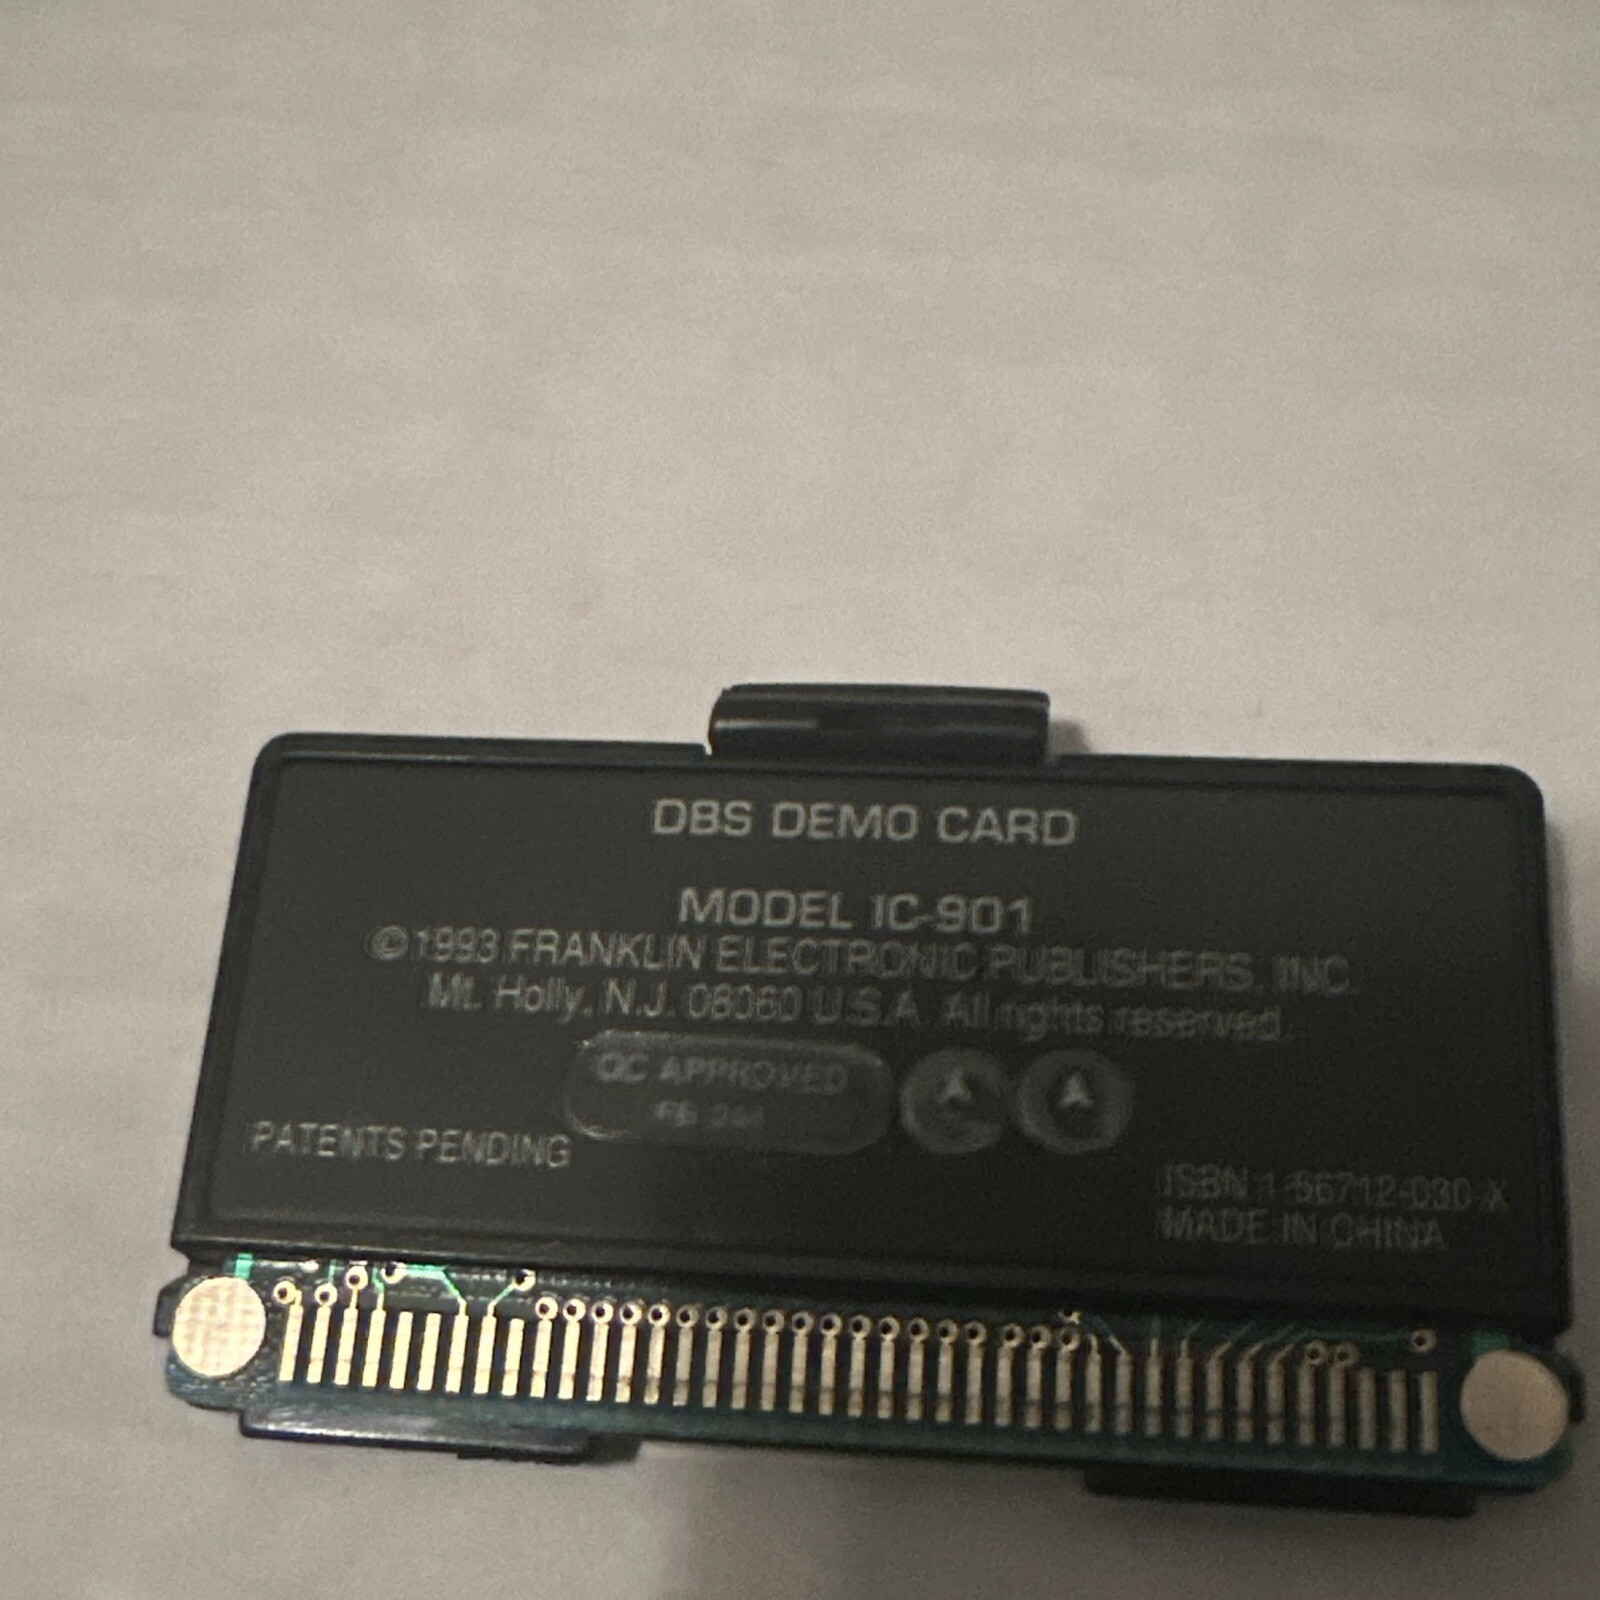 DBS DEMO CARD
MODEL IC-901
©1993 FRANKLIN ELECTRONIC PUBLISHERS, INC.
Mt. Holly, N.J. 08060 U.S.A. All rights reserved.
QC APPROVED
PATENTS PENDING
ISBN 1-56712-030-X
MADE IN CHINA